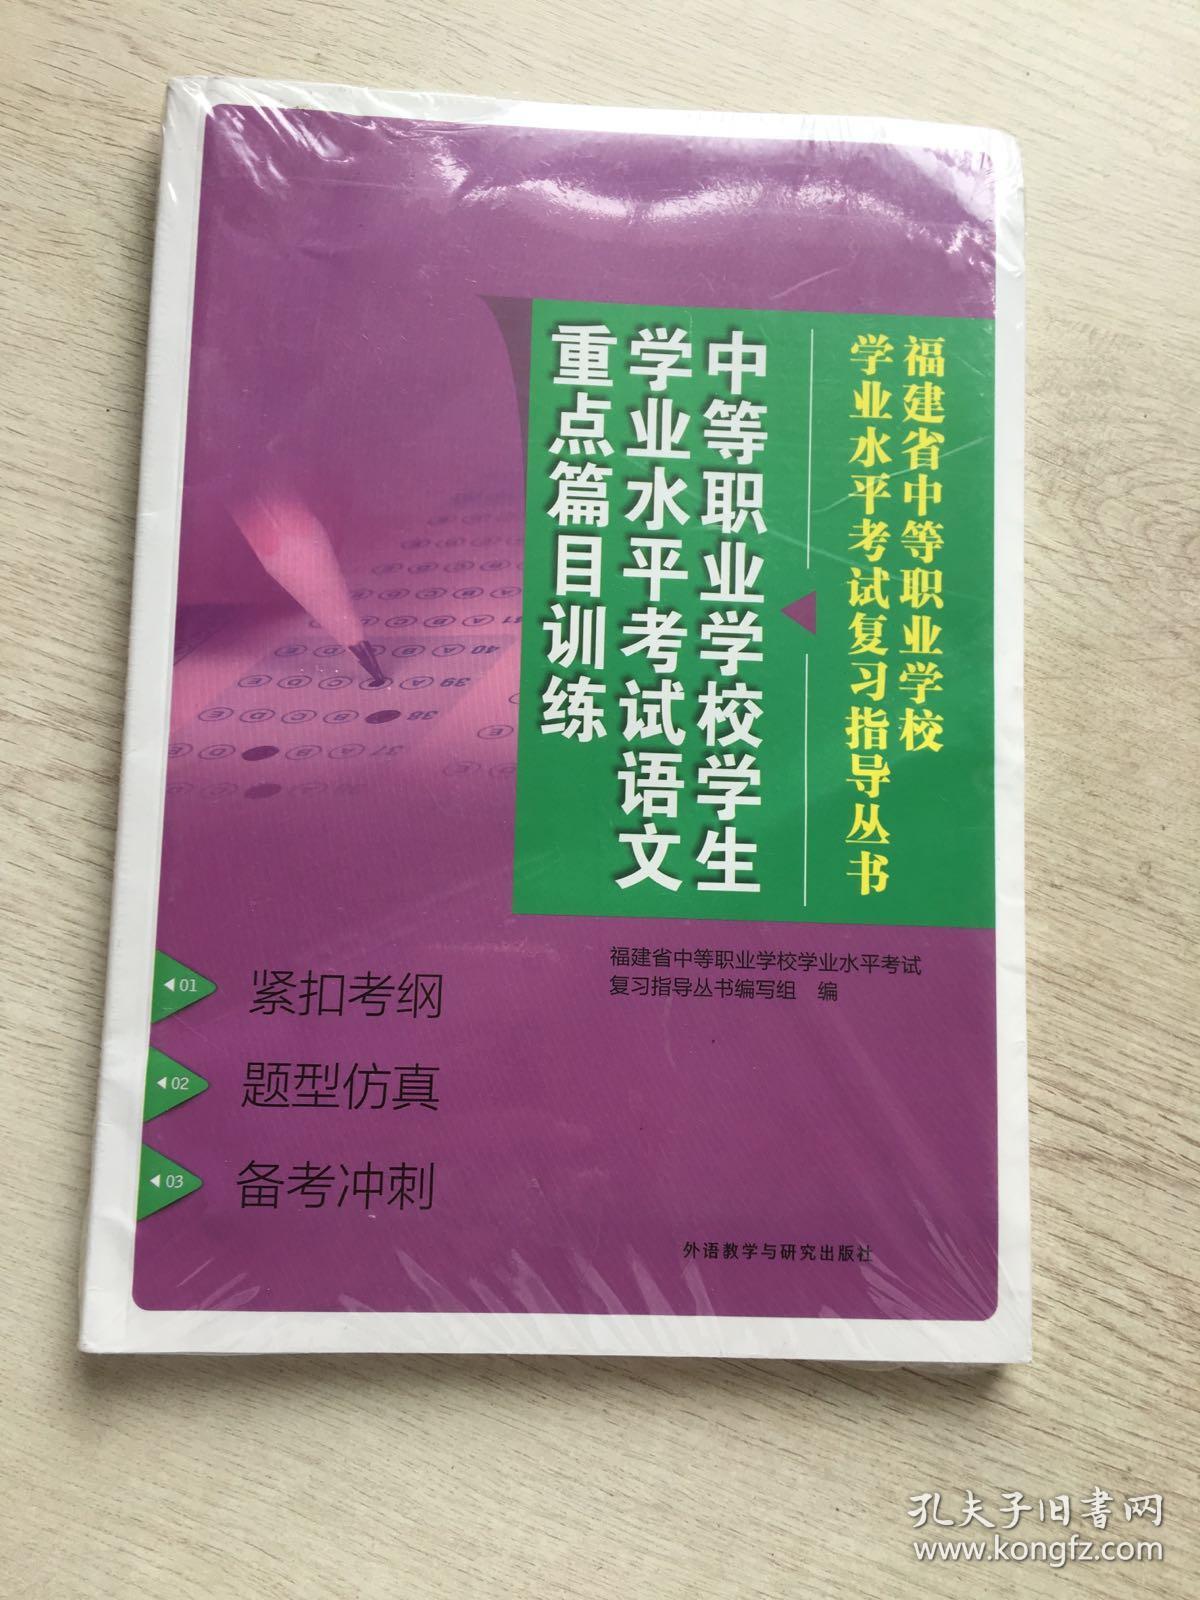 福建省中等职业学校
学业水平考试复习指导丛书
中等职业学校学生
学业水平考试语文
重点篇目训练
福建省中等职业学校学业水平考试
复习指导丛书编写组 编
01 紧扣考纲
02 题型仿真
03 备考冲刺
外语教学与研究出版社
孔夫子旧书网
www.kongfz.com